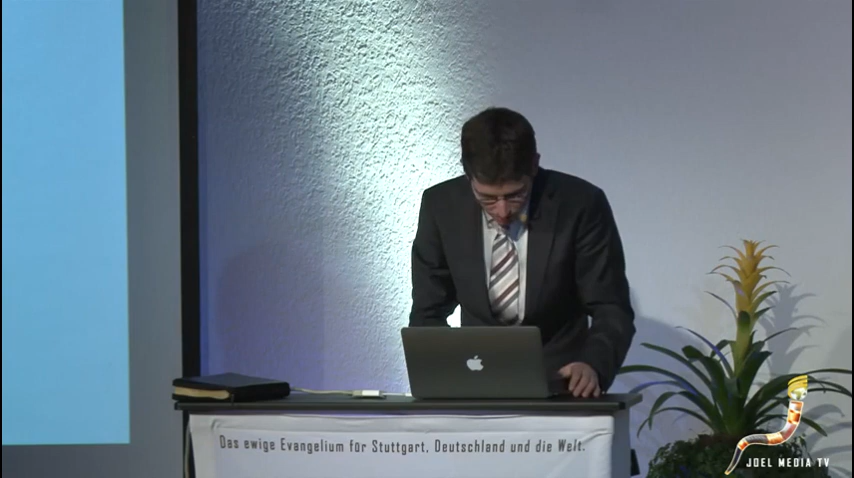 Das ewige Evangelium für Stuttgart, Deutschland und die Welt.
JOEL MEDIA TV